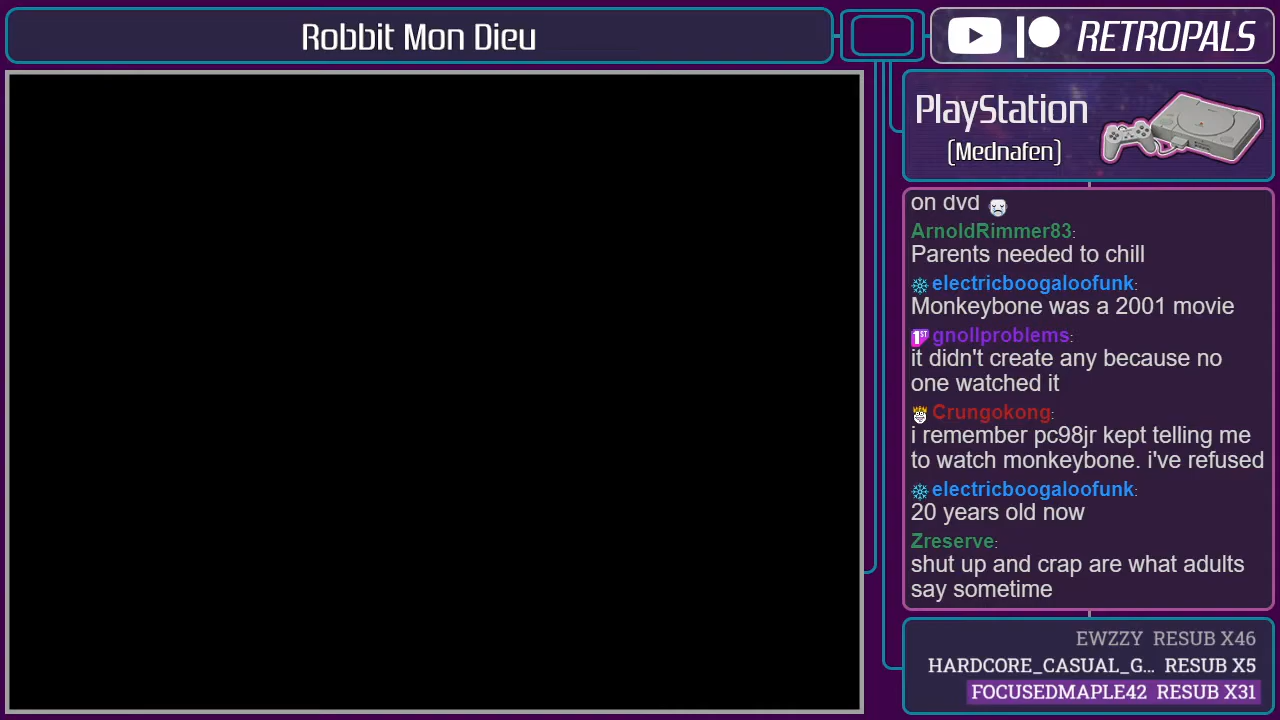 Robbit Mon Dieu
RETROPALS
PlayStation
(Mednafen)
on dvd
ArnoldRimmer83:
Parents needed to chill
electricboogaloofunk:
Monkeybone was a 2001 movie
1ST gnollproblems:
it didn't create any because no
one watched it
Crungokong:
i remember pc98jr kept telling me
to watch monkeybone. i've refused
electricboogaloofunk:
20 years old now
Zreserve:
shut up and crap are what adults
say sometime
EWZZY RESUB X46
HARDCORE_CASUAL_G... RESUB X5
FOCUSEDMAPLE42 RESUB X31